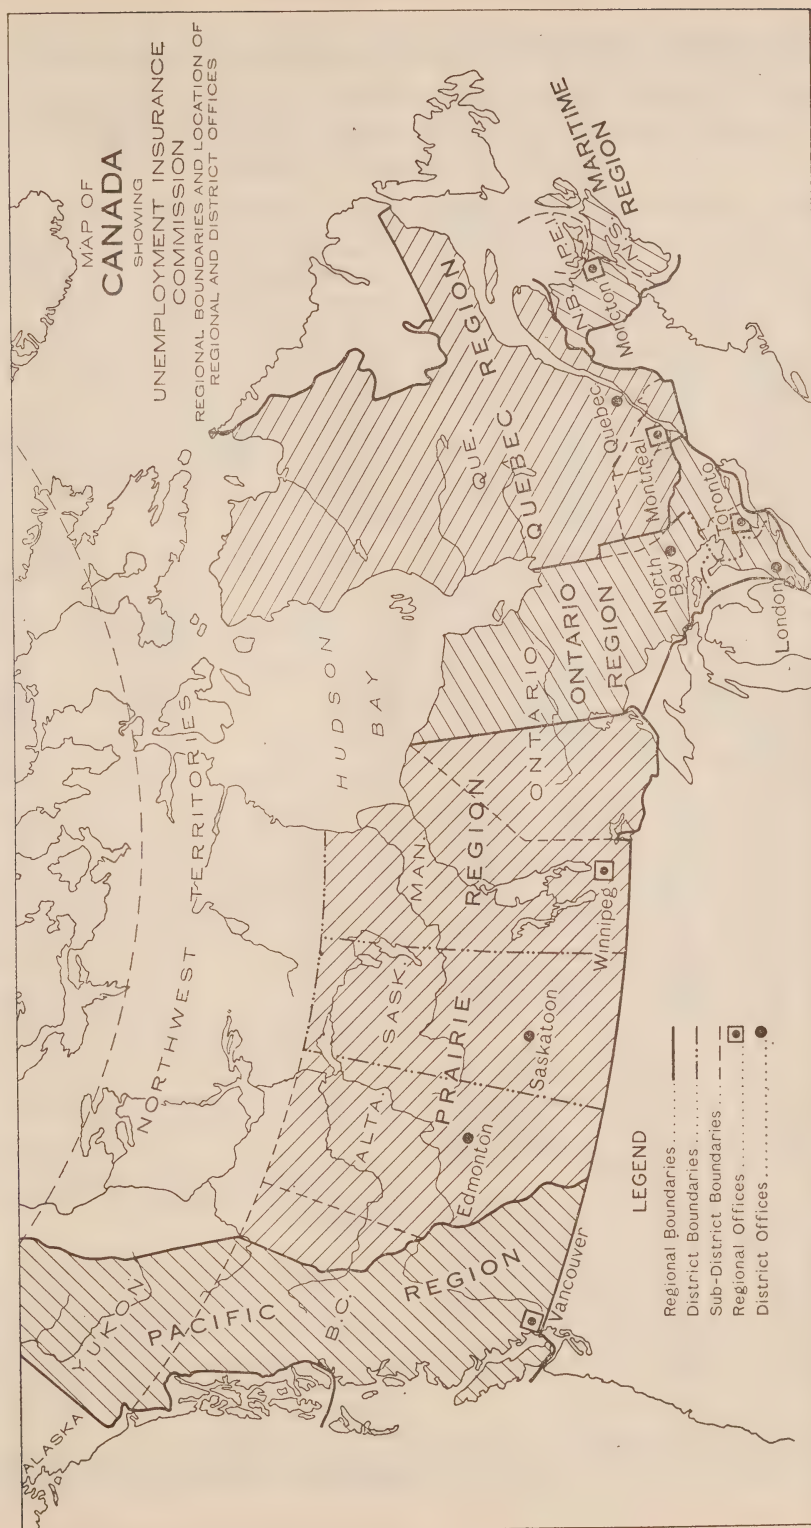 MAP OF
CANADA
SHOWING
UNEMPLOYMENT INSURANCE
COMMISSION
REGIONAL BOUNDARIES AND LOCATION OF
REGIONAL AND DISTRICT OFFICES
ALASKA
YUKON
PACIFIC
REGION
B.C.
Vancouver
NORTHWEST
TERRITORIES
HUDSON
BAY
ALTA.
SASK.
MAN.
PRAIRIE
REGION
Edmonton
Saskatoon
Winnipeg
ONTARIO
ONTARIO
REGION
North
Bay
London
Toronto
QUE.
QUEBEC
REGION
Quebec
Montreal
N.B.
P.E.I.
N.S.
Moncton
MARITIME
REGION
LEGEND
Regional Boundaries
District Boundaries
Sub-District Boundaries
Regional Offices
District Offices